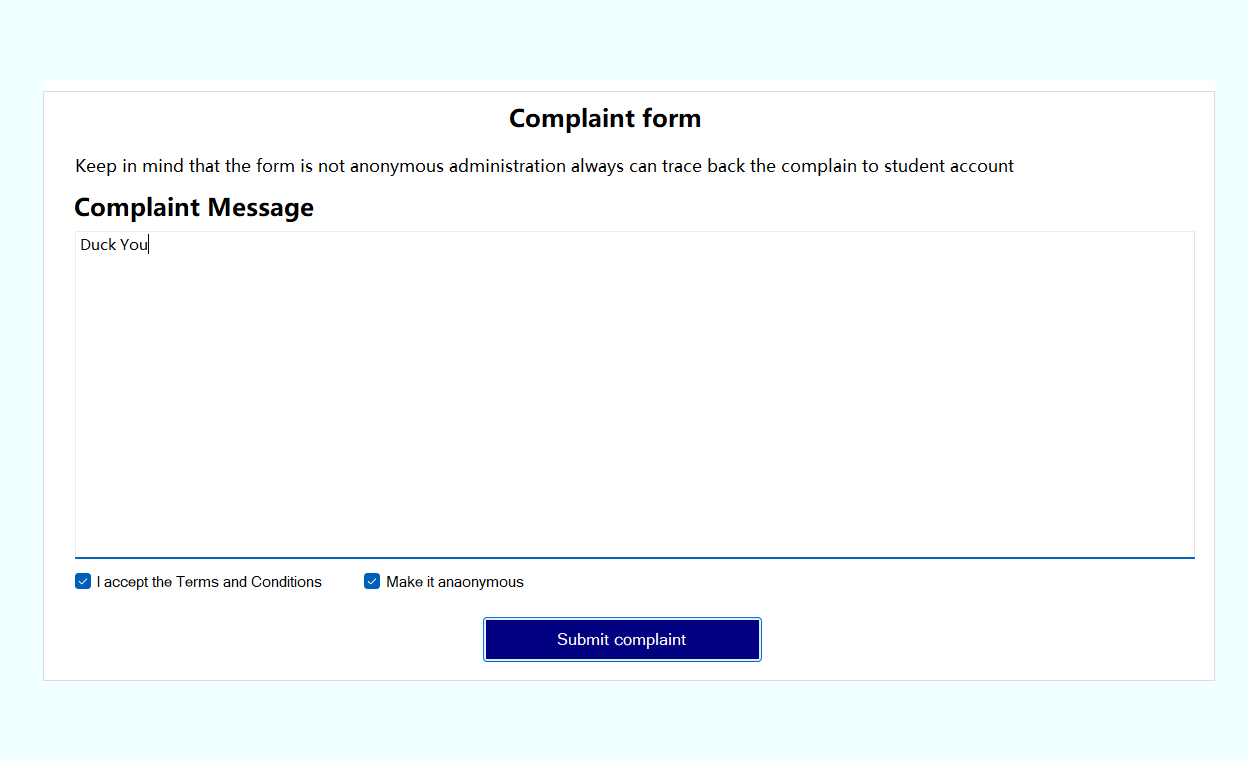 Complaint form
Keep in mind that the form is not anonymous administration always can trace back the complain to student account
Complaint Message
Duck You
I accept the Terms and Conditions
Make it anaonymous
Submit complaint